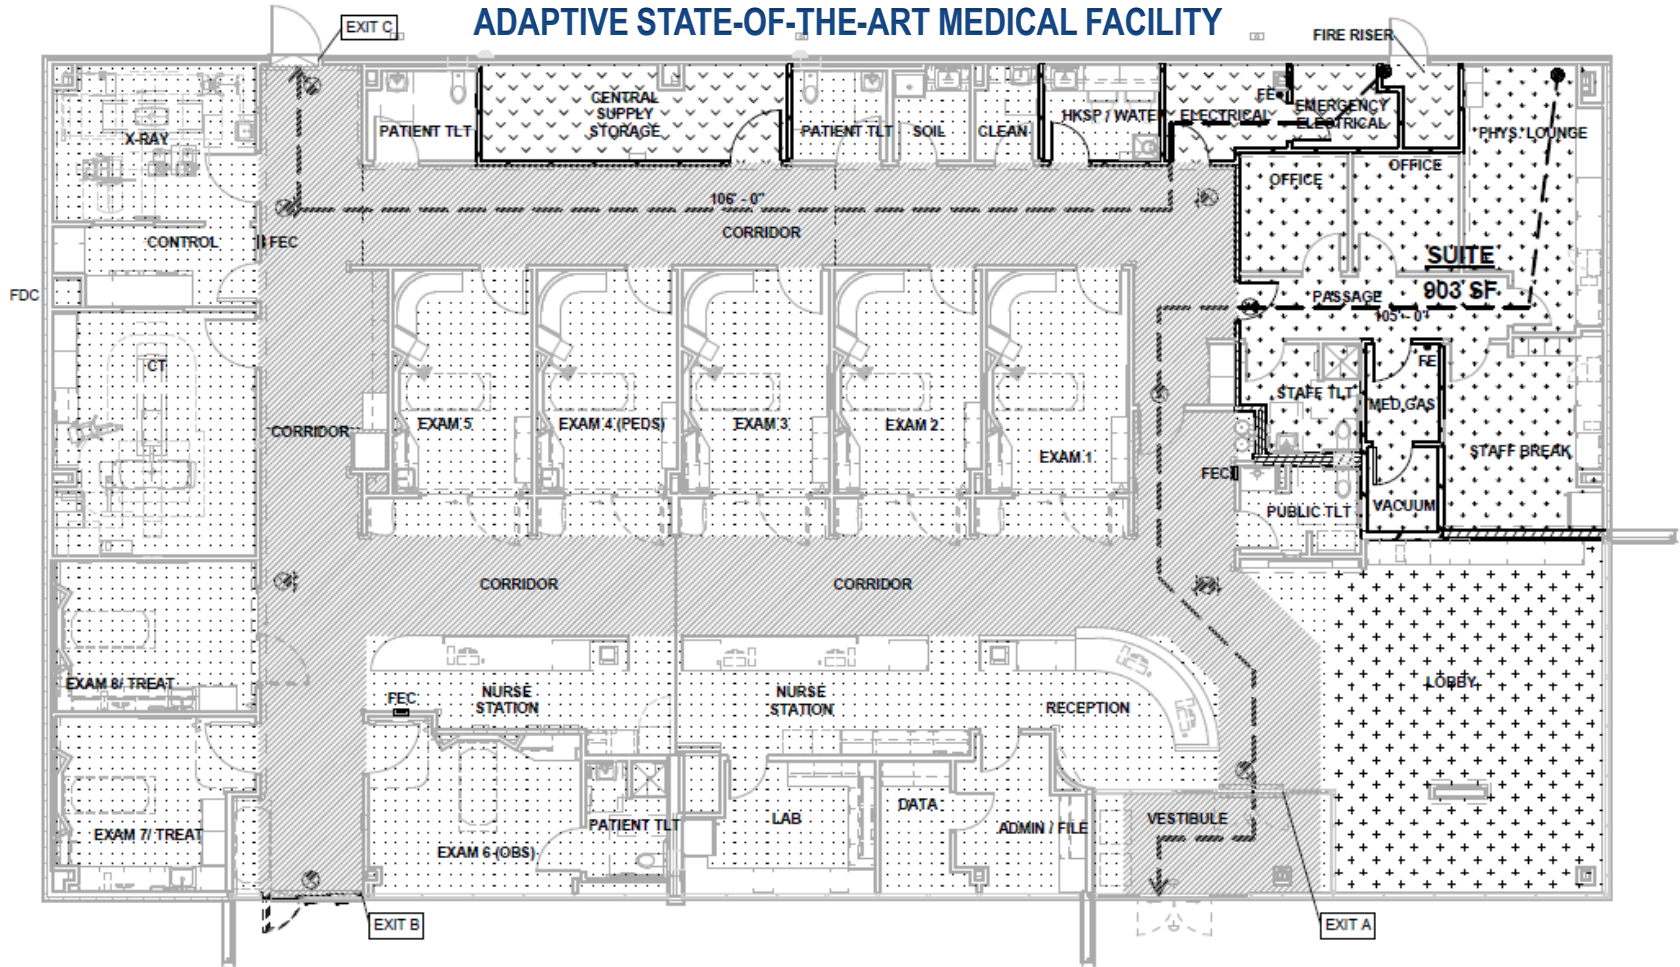 ADAPTIVE STATE-OF-THE-ART MEDICAL FACILITY
EXIT C
FIRE RISER
PATIENT TLT
CENTRAL
SUPPLY
STORAGE
PATIENT TLT
SOIL
CLEAN
HKSP / WATER
ELECTRICAL
FE
EMERGENCY
ELECTRICAL
PHYS. LOUNGE
X-RAY
OFFICE
OFFICE
106' - 0"
CORRIDOR
CONTROL
FEC
FDC
SUITE
903 SF
PASSAGE
105' - 0"
CT
CORRIDOR
EXAM 5
EXAM 4 (PEDS)
EXAM 3
EXAM 2
EXAM 1
STAFF TLT
FE
MED GAS
STAFF BREAK
FEC
PUBLIC TLT
VACUUM
CORRIDOR
CORRIDOR
EXAM 8/ TREAT
FEC
NURSE
STATION
NURSE
STATION
RECEPTION
LOBBY
EXAM 7/ TREAT
EXAM 6 (OBS)
PATIENT TLT
LAB
DATA
ADMIN / FILE
VESTIBULE
EXIT B
EXIT A